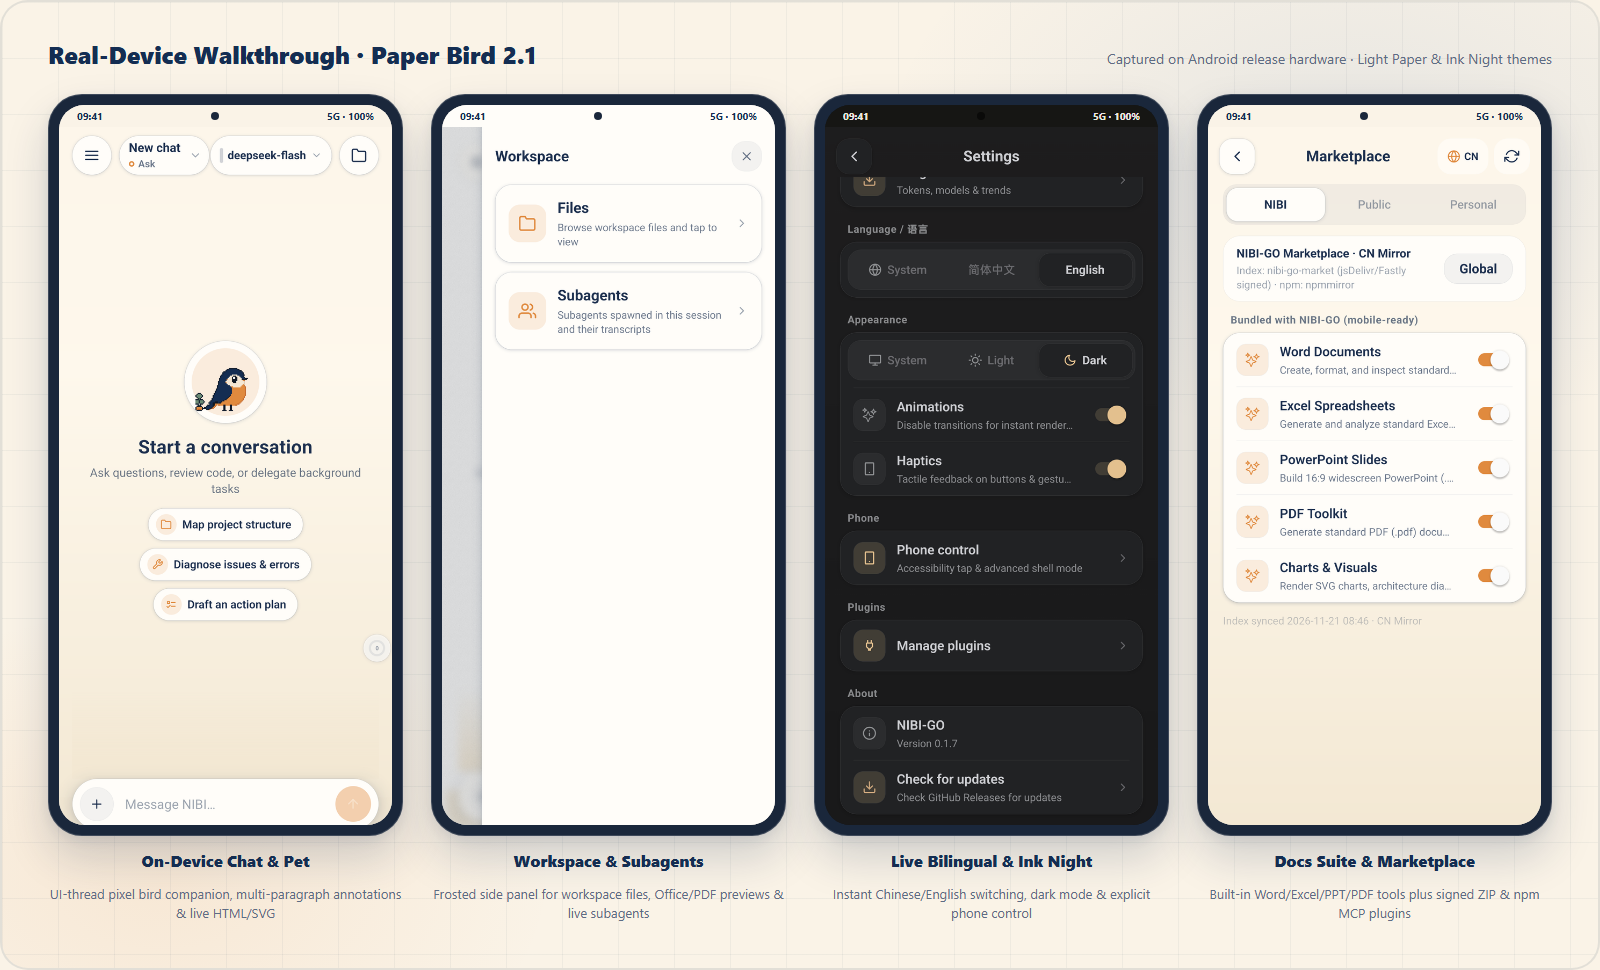 Real-Device Walkthrough · Paper Bird 2.1
Captured on Android release hardware · Light Paper & Ink Night themes
09:41
5G · 100%
New chat
Ask
deepseek-flash
Start a conversation
Ask questions, review code, or delegate background
tasks
Map project structure
Diagnose issues & errors
Draft an action plan
Message NIBI...
On-Device Chat & Pet
UI-thread pixel bird companion, multi-paragraph annotations
& live HTML/SVG
09:41
5G · 100%
Workspace
Files
Browse workspace files and tap to
view
Subagents
Subagents spawned in this session
and their transcripts
Workspace & Subagents
Frosted side panel for workspace files, Office/PDF previews &
live subagents
09:41
5G · 100%
Settings
Tokens, models & trends
Language / 语言
System
简体中文
English
Appearance
System
Light
Dark
Animations
Disable transitions for instant render...
Haptics
Tactile feedback on buttons & gestu...
Phone
Phone control
Accessibility tap & advanced shell mode
Plugins
Manage plugins
About
NIBI-GO
Version 0.1.7
Check for updates
Check GitHub Releases for updates
Live Bilingual & Ink Night
Instant Chinese/English switching, dark mode & explicit
phone control
09:41
5G · 100%
Marketplace
CN
NIBI
Public
Personal
NIBI-GO Marketplace · CN Mirror
Index: nibi-go-market (jsDelivr/Fastly
signed) · npm: npmmirror
Global
Bundled with NIBI-GO (mobile-ready)
Word Documents
Create, format, and inspect standard...
Excel Spreadsheets
Generate and analyze standard Exce...
PowerPoint Slides
Build 16:9 widescreen PowerPoint (....
PDF Toolkit
Generate standard PDF (.pdf) docu...
Charts & Visuals
Render SVG charts, architecture dia...
Index synced 2026-11-21 08:46 · CN Mirror
Docs Suite & Marketplace
Built-in Word/Excel/PPT/PDF tools plus signed ZIP & npm
MCP plugins